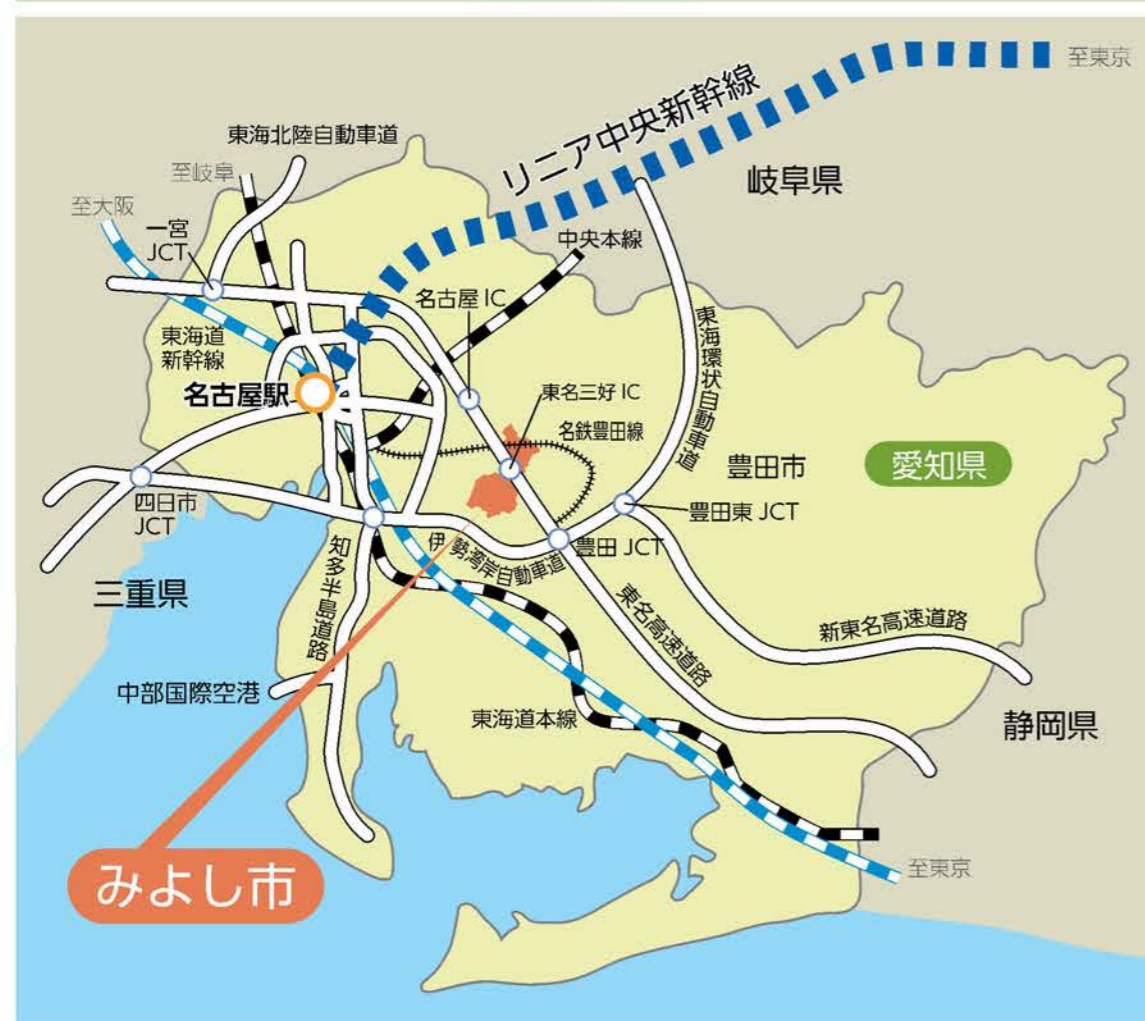 至東京
リニア中央新幹線
東海北陸自動車道
至岐阜
岐阜県
至大阪
一宮
JCT
中央本線
名古屋 IC
東海道
新幹線
東海環状自動車道
名古屋駅
東名三好 IC
名鉄豊田線
豊田市
愛知県
四日市
JCT
豊田東 JCT
伊勢湾岸自動車道
豊田 JCT
知多半島道路
三重県
東名高速道路
新東名高速道路
中部国際空港
東海道本線
静岡県
みよし市
至東京